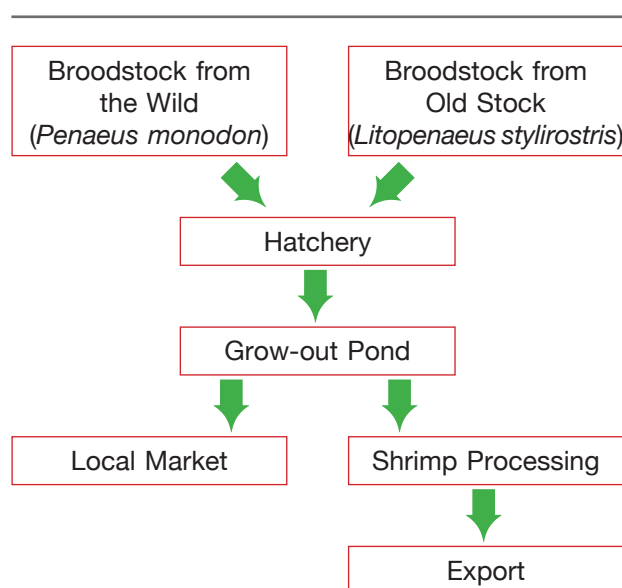 Broodstock from
the Wild
(Penaeus monodon)
Broodstock from
Old Stock
(Litopenaeus stylirostris)
Hatchery
Grow-out Pond
Local Market
Shrimp Processing
Export